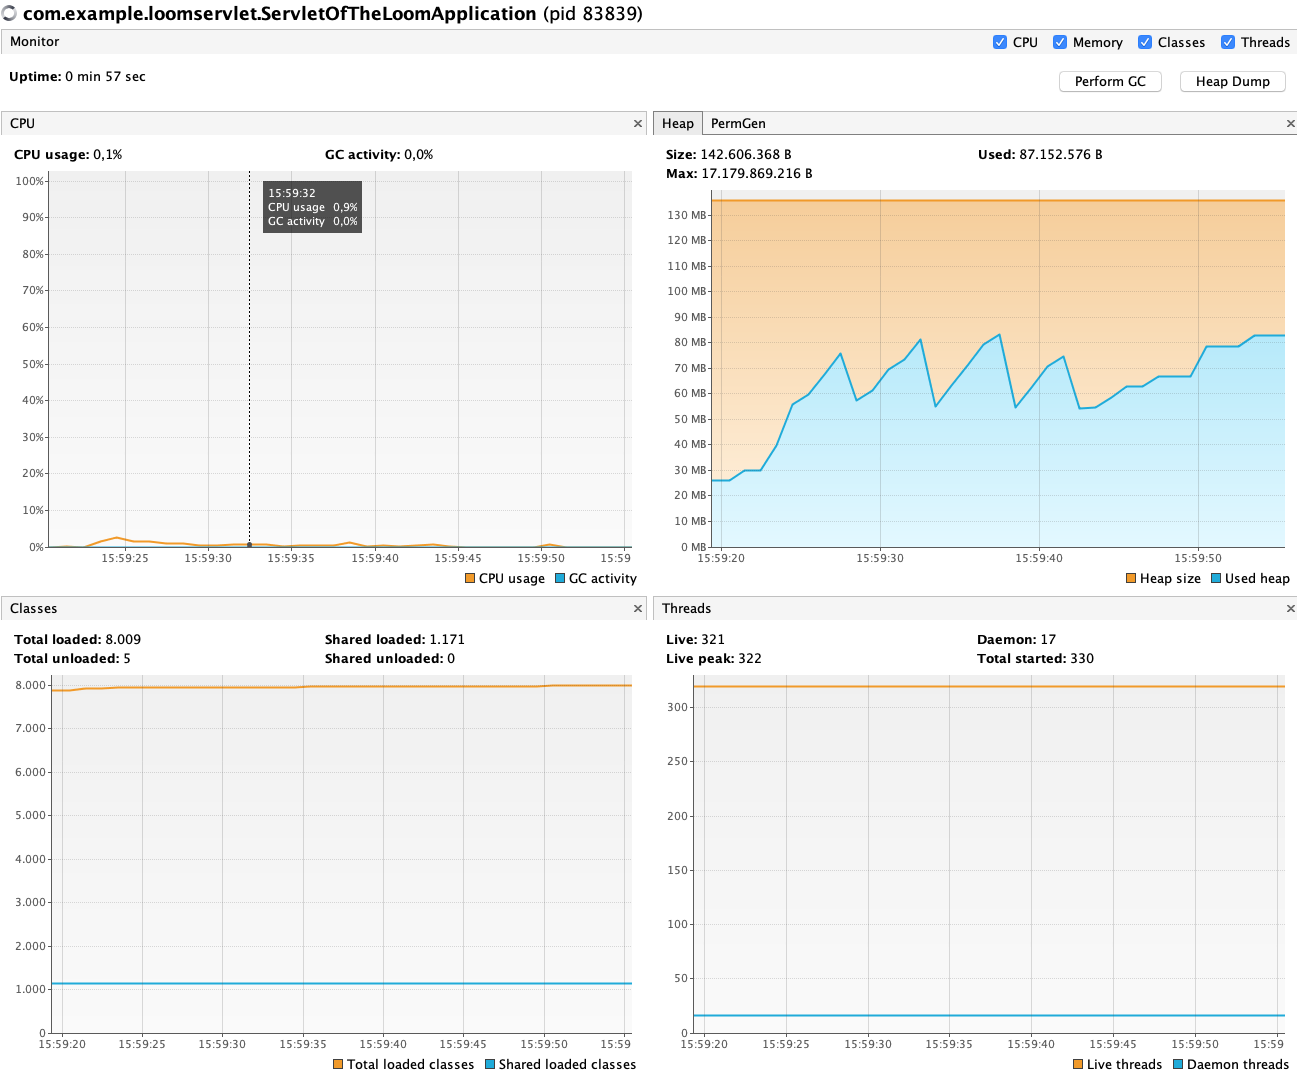 com.example.loomservlet.ServletOfTheLoomApplication (pid 83839)
Monitor
CPU Memory Classes Threads
Uptime: 0 min 57 sec
Perform GC Heap Dump
CPU
CPU usage: 0,1% GC activity: 0,0%
15:59:32
CPU usage 0,9%
GC activity 0,0%
100%
90%
80%
70%
60%
50%
40%
30%
20%
10%
0%
15:59:25 15:59:30 15:59:35 15:59:40 15:59:45 15:59:50 15:59
CPU usage GC activity
Heap PermGen
Size: 142.606.368 B Used: 87.152.576 B
Max: 17.179.869.216 B
130 MB
120 MB
110 MB
100 MB
90 MB
80 MB
70 MB
60 MB
50 MB
40 MB
30 MB
20 MB
10 MB
0 MB
15:59:20 15:59:30 15:59:40 15:59:50
Heap size Used heap
Classes
Total loaded: 8.009 Shared loaded: 1.171
Total unloaded: 5 Shared unloaded: 0
8.000
7.000
6.000
5.000
4.000
3.000
2.000
1.000
0
15:59:20 15:59:25 15:59:30 15:59:35 15:59:40 15:59:45 15:59:50 15:59
Total loaded classes Shared loaded classes
Threads
Live: 321 Daemon: 17
Live peak: 322 Total started: 330
300
250
200
150
100
50
0
15:59:20 15:59:25 15:59:30 15:59:35 15:59:40 15:59:45 15:59:50 15:59
Live threads Daemon threads